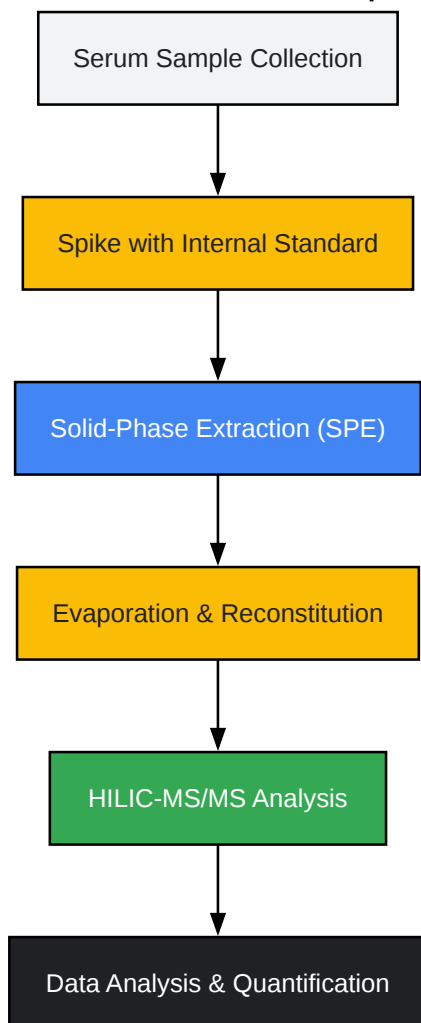 Serum Sample Collection
Spike with Internal Standard
Solid-Phase Extraction (SPE)
Evaporation & Reconstitution
HILIC-MS/MS Analysis
Data Analysis & Quantification